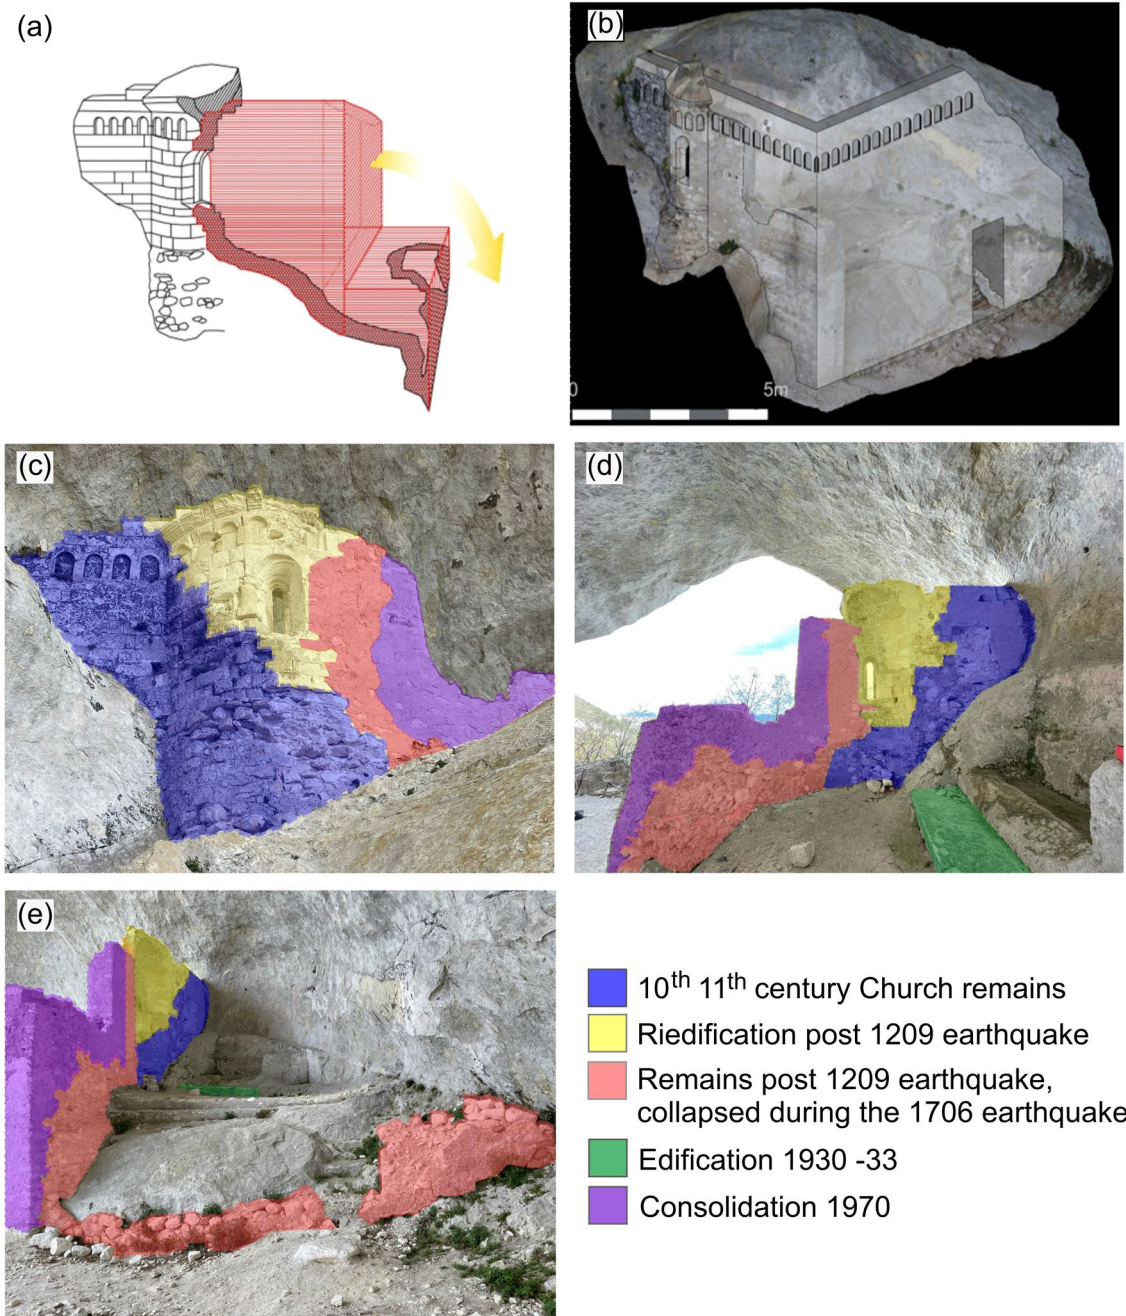 (a)
(b)
0 5m
(c)
(d)
(e)
10th 11th century Church remains
Riedification post 1209 earthquake
Remains post 1209 earthquake,
collapsed during the 1706 earthquake
Edification 1930 -33
Consolidation 1970